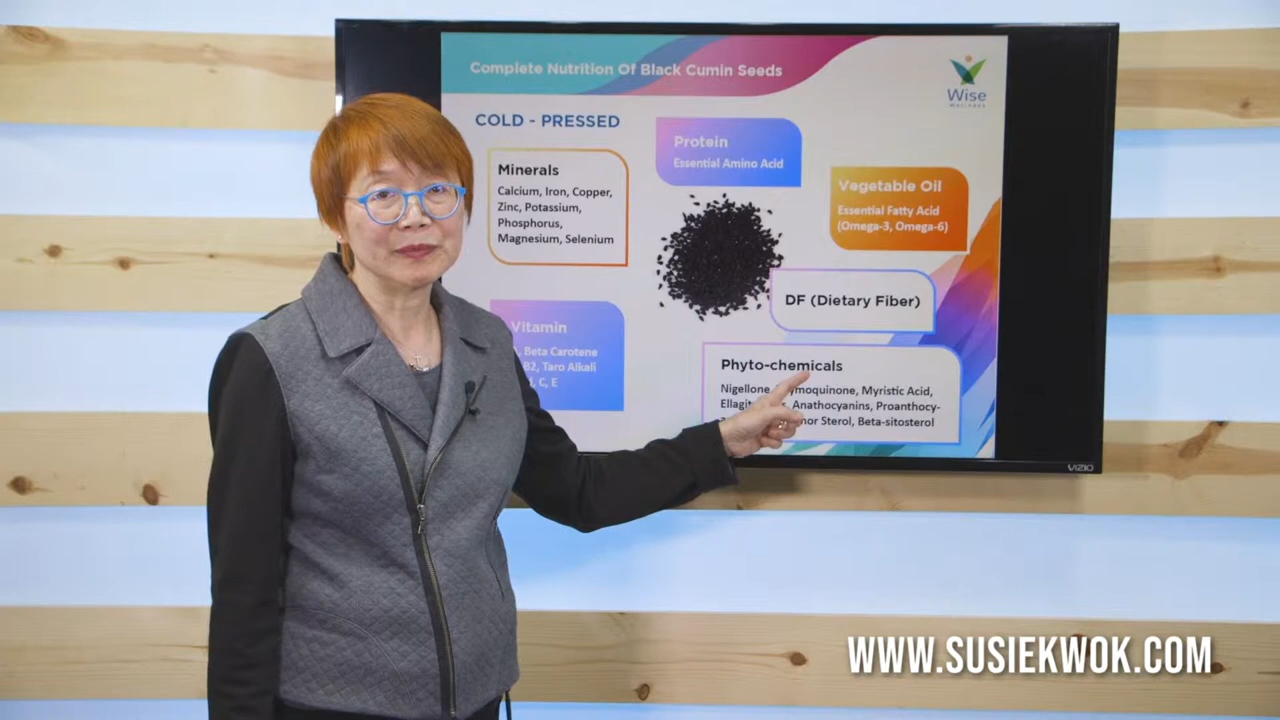 Complete Nutrition Of Black Cumin Seeds
Wise
WELLNESS
COLD - PRESSED
Protein
Essential Amino Acid
Minerals
Calcium, Iron, Copper,
Zinc, Potassium,
Phosphorus,
Magnesium, Selenium
Vegetable Oil
Essential Fatty Acid
(Omega-3, Omega-6)
DF (Dietary Fiber)
Vitamin
Beta Carotene
B2, Taro Alkali
C, E
Phyto-chemicals
Nigellone, Myristic Acid,
Anathocyanins, Proanthocy-
Sterol, Beta-sitosterol
VIZIO
WWW.SUSIEKWOK.COM